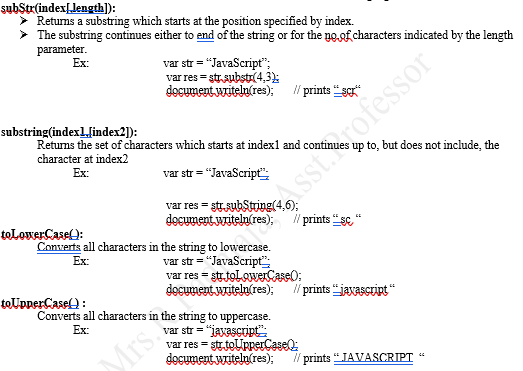 subStr(index[,length]):
➢ Returns a substring which starts at the position specified by index.
➢ The substring continues either to end of the string or for the no.of characters indicated by the length
parameter.
Ex: var str = “JavaScript”;
var res = str.substr(4,3);
document.writeln(res); // prints “ scr“
substring(index1,[index2]):
Returns the set of characters which starts at index1 and continues up to, but does not include, the
character at index2
Ex: var str = “JavaScript”;
var res = str.subString(4,6);
document.writeln(res); // prints “ sc “
toLowerCase():
Converts all characters in the string to lowercase.
Ex: var str = “JavaScript”;
var res = str.toLowerCase();
document.writeln(res); // prints “ javascript “
toUpperCase() :
Converts all characters in the string to uppercase.
Ex: var str = “javascript”;
var res = str.toUpperCase();
document.writeln(res); // prints “ JAVASCRIPT “
Mrs. Asst.Professor